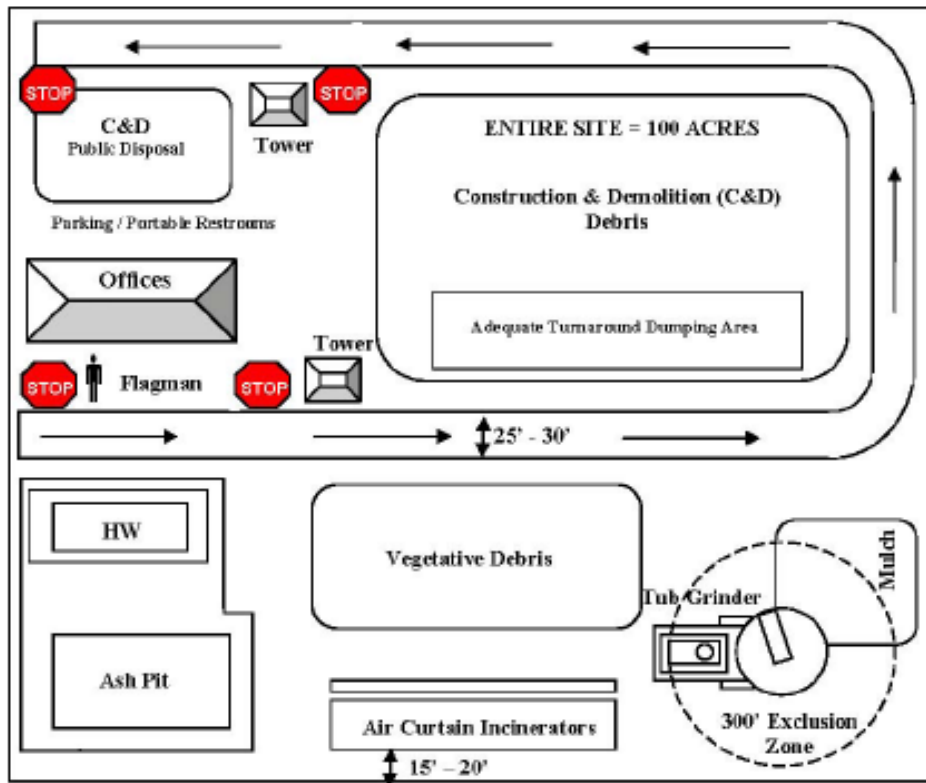 STOP
STOP
C&D
Public Disposal
Tower
ENTIRE SITE = 100 ACRES
Construction & Demolition (C&D)
Debris
Parking / Portable Restrooms
Offices
Adequate Turnaround Dumping Area
Tower
STOP
Flagman
STOP
25' - 30'
HW
Vegetative Debris
Mulch
Tub Grinder
Ash Pit
Air Curtain Incinerators
300' Exclusion
Zone
15' – 20'